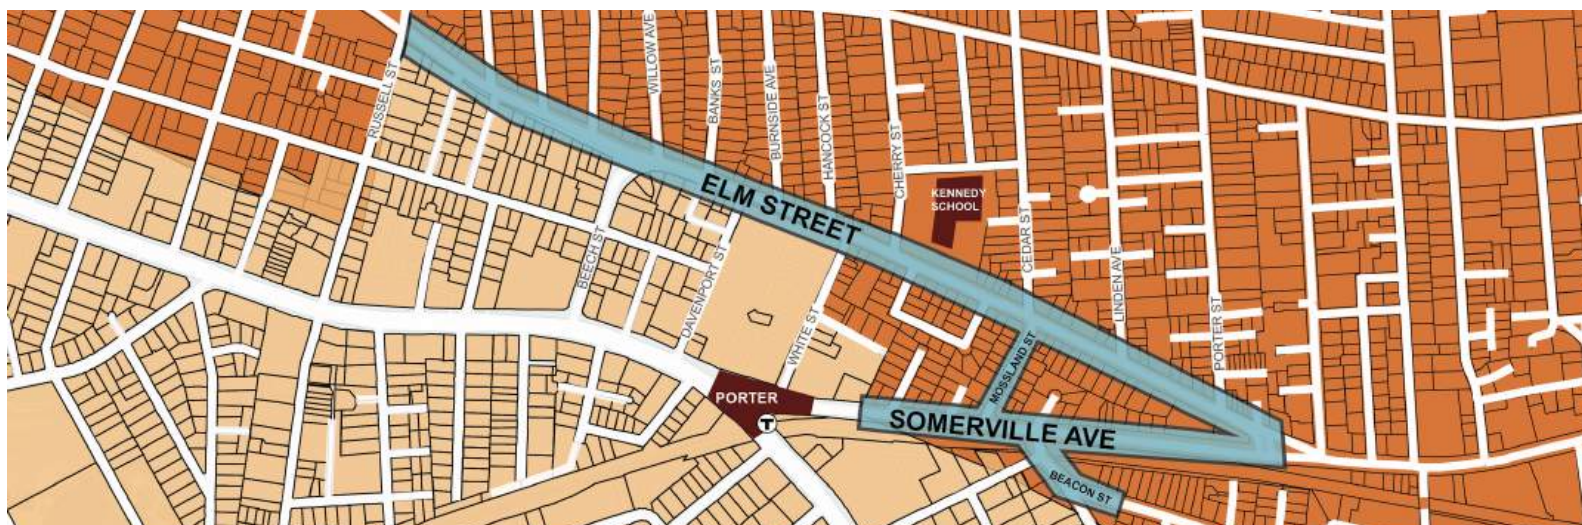 WILLOW AVE
RUSSELL ST
BANKS ST
BURNSIDE AVE
HANCOCK ST
CHERRY ST
ELM STREET
KENNEDY
SCHOOL
CEDAR ST
BEECH ST
DAVENPORT ST
LINDEN AVE
WHITE ST
PORTER ST
MOSSLAND ST
PORTER
T
SOMERVILLE AVE
BEACON ST